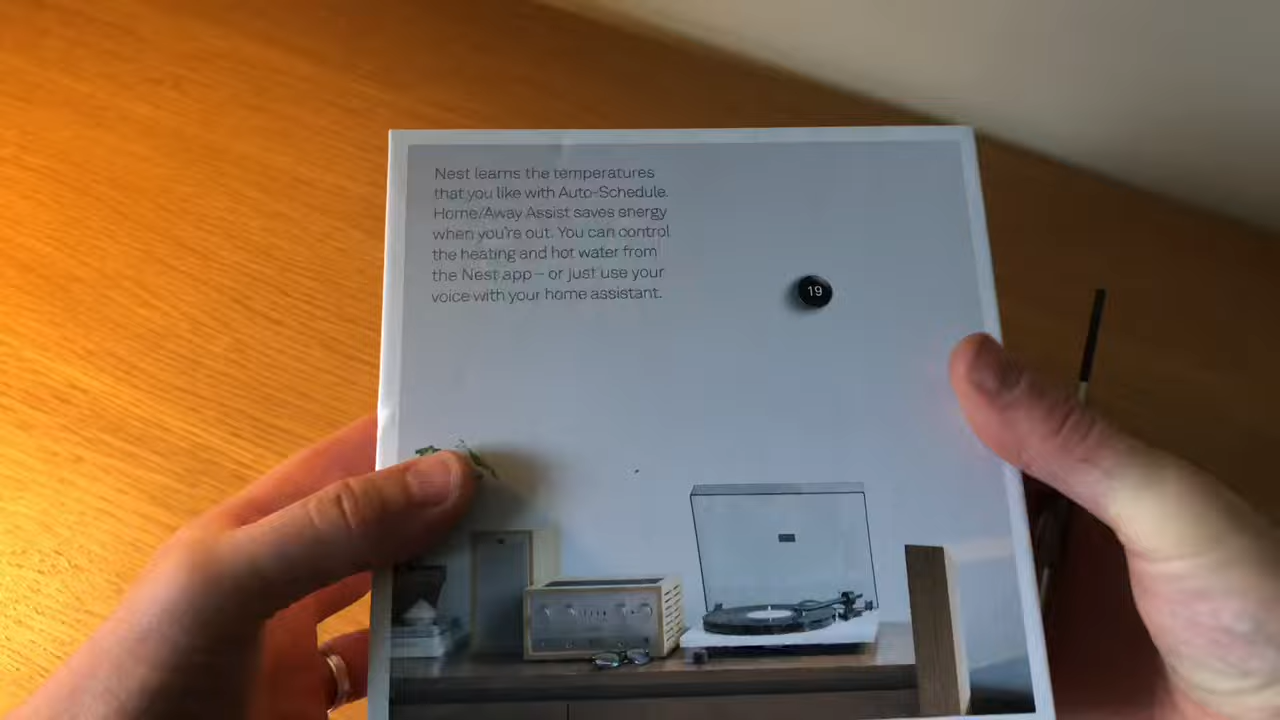 Nest learns the temperatures
that you like with Auto-Schedule.
Home/Away Assist saves energy
when you're out. You can control
the heating and hot water from
the Nest app – or just use your
voice with your home assistant.
19